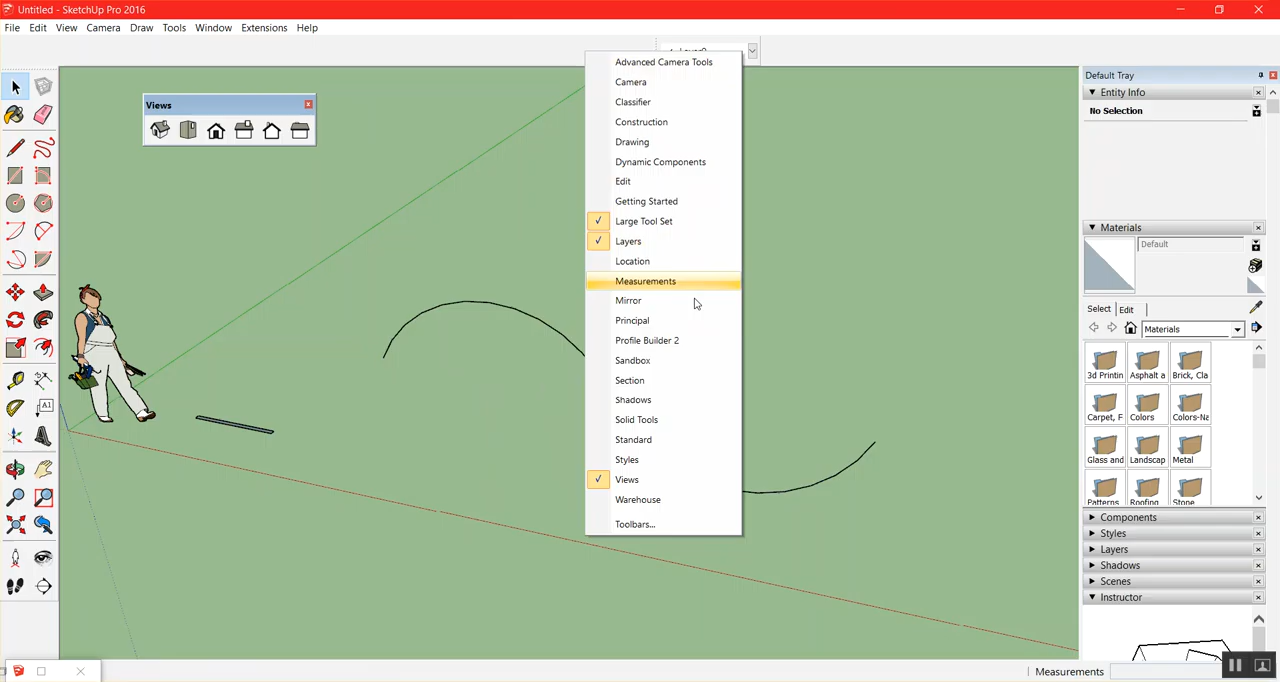 Untitled - SketchUp Pro 2016
File Edit View Camera Draw Tools Window Extensions Help
Layer0
Views
Advanced Camera Tools
Camera
Classifier
Construction
Drawing
Dynamic Components
Edit
Getting Started
Large Tool Set
Layers
Location
Measurements
Mirror
Principal
Profile Builder 2
Sandbox
Section
Shadows
Solid Tools
Standard
Styles
Views
Warehouse
Toolbars...
A1
Default Tray
Entity Info
No Selection
Materials
Default
Select Edit
Materials
3d Printin Asphalt a Brick, Cla
Carpet, F Colors Colors-Na
Glass and Landscap Metal
Patterns Roofing Stone
Components
Styles
Layers
Shadows
Scenes
Instructor
Measurements